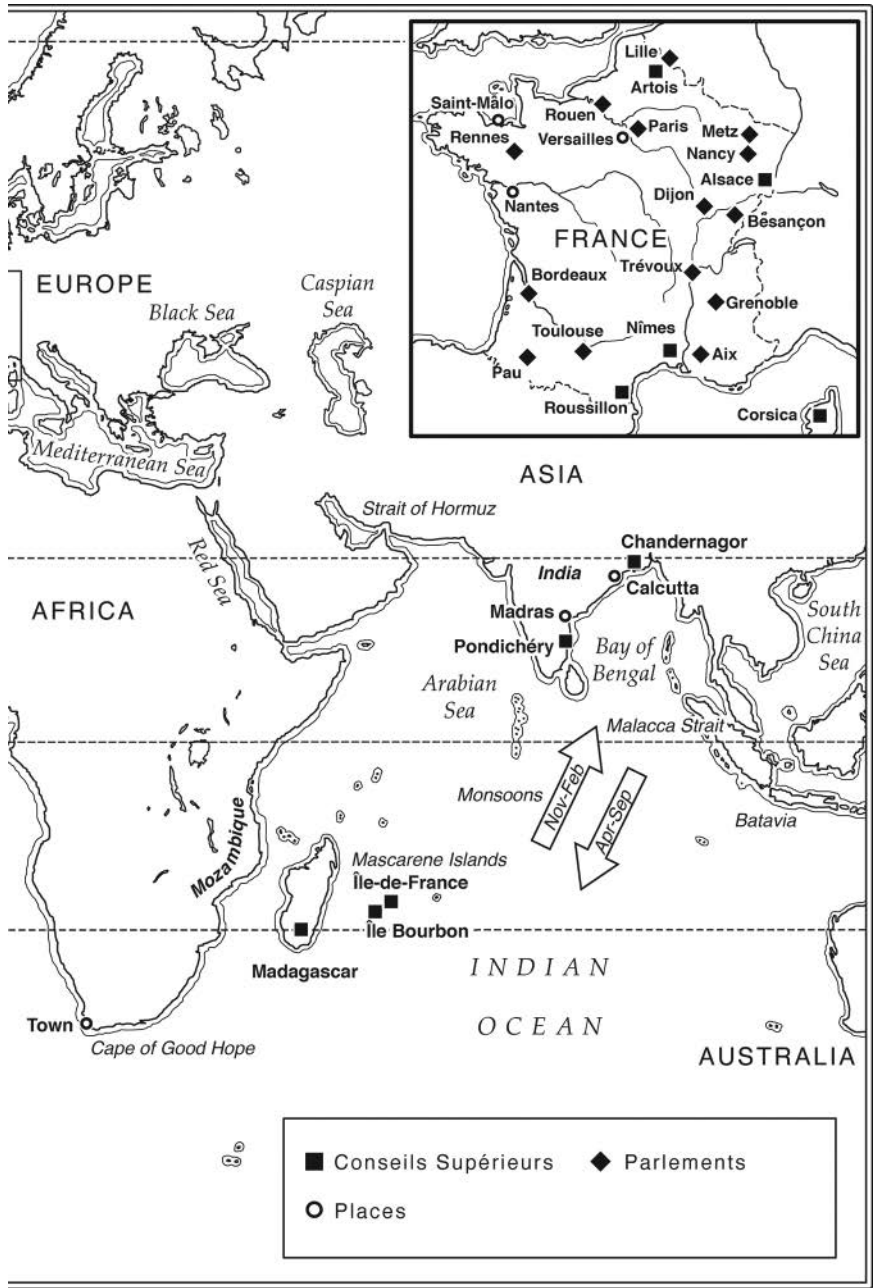 Lille
Artois
Saint-Malo
Rouen
Paris
Rennes
Versailles
Metz
Nancy
Alsace
Nantes
Dijon
Besançon
FRANCE
Trévoux
Bordeaux
Grenoble
Toulouse
Nîmes
Pau
Aix
Roussillon
Corsica
EUROPE
Caspian
Sea
Black Sea
Mediterranean Sea
ASIA
Strait of Hormuz
Red Sea
Chandernagor
India
Calcutta
AFRICA
Madras
South
China
Sea
Pondichéry
Bay of
Bengal
Arabian
Sea
Malacca Strait
Monsoons
Nov-Feb
Apr-Sep
Batavia
Mozambique
Mascarene Islands
Île-de-France
Île Bourbon
Madagascar
INDIAN
OCEAN
Town
Cape of Good Hope
AUSTRALIA
Conseils Supérieurs
Parlements
Places